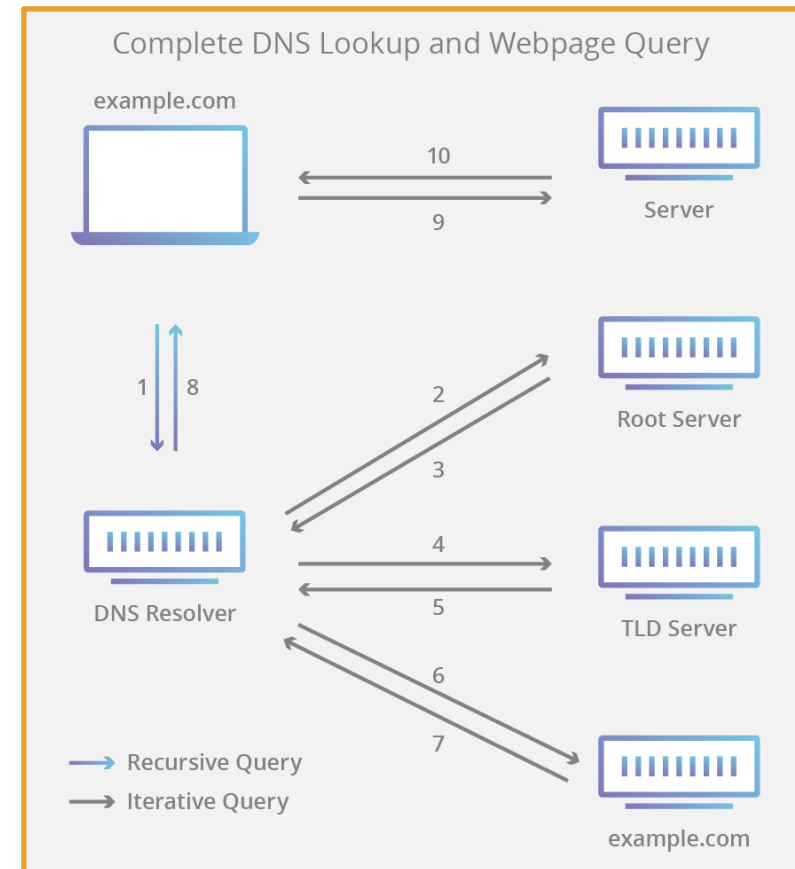 Complete DNS Lookup and Webpage Query
example.com
10
9
Server
1
8
2
3
Root Server
DNS Resolver
4
5
TLD Server
6
7
Recursive Query
Iterative Query
example.com